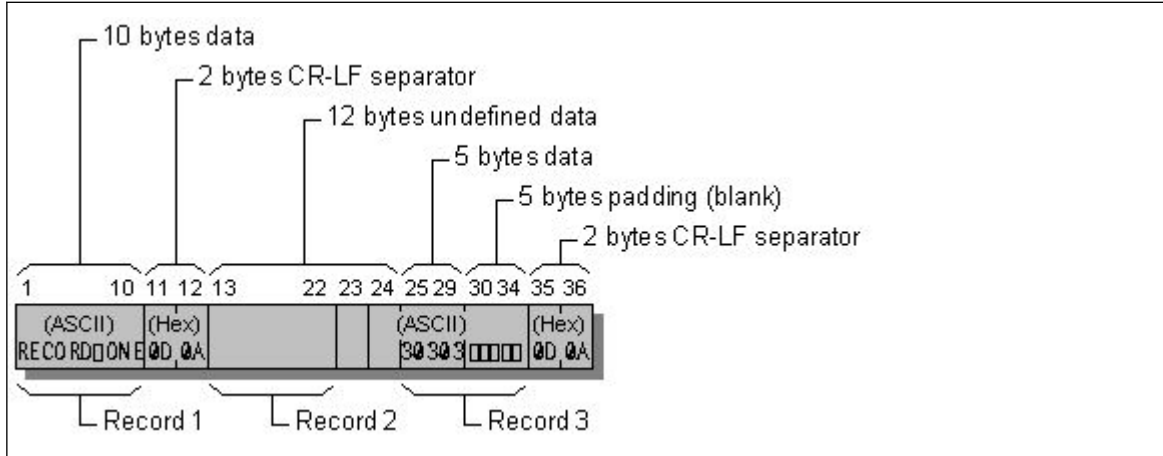 10 bytes data
2 bytes CR-LF separator
12 bytes undefined data
5 bytes data
5 bytes padding (blank)
2 bytes CR-LF separator
1 10 11 12 13 22 23 24 25 29 30 34 35 36
(ASCII) (Hex) (ASCII) (Hex)
RECORD□ONE 0D 0A 30303 □□□□□ 0D 0A
Record 1 Record 2 Record 3